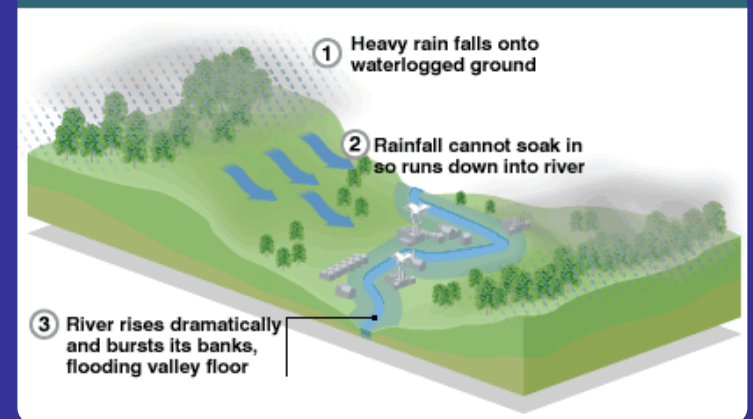 1 Heavy rain falls onto
waterlogged ground
2 Rainfall cannot soak in
so runs down into river
3 River rises dramatically
and bursts its banks,
flooding valley floor